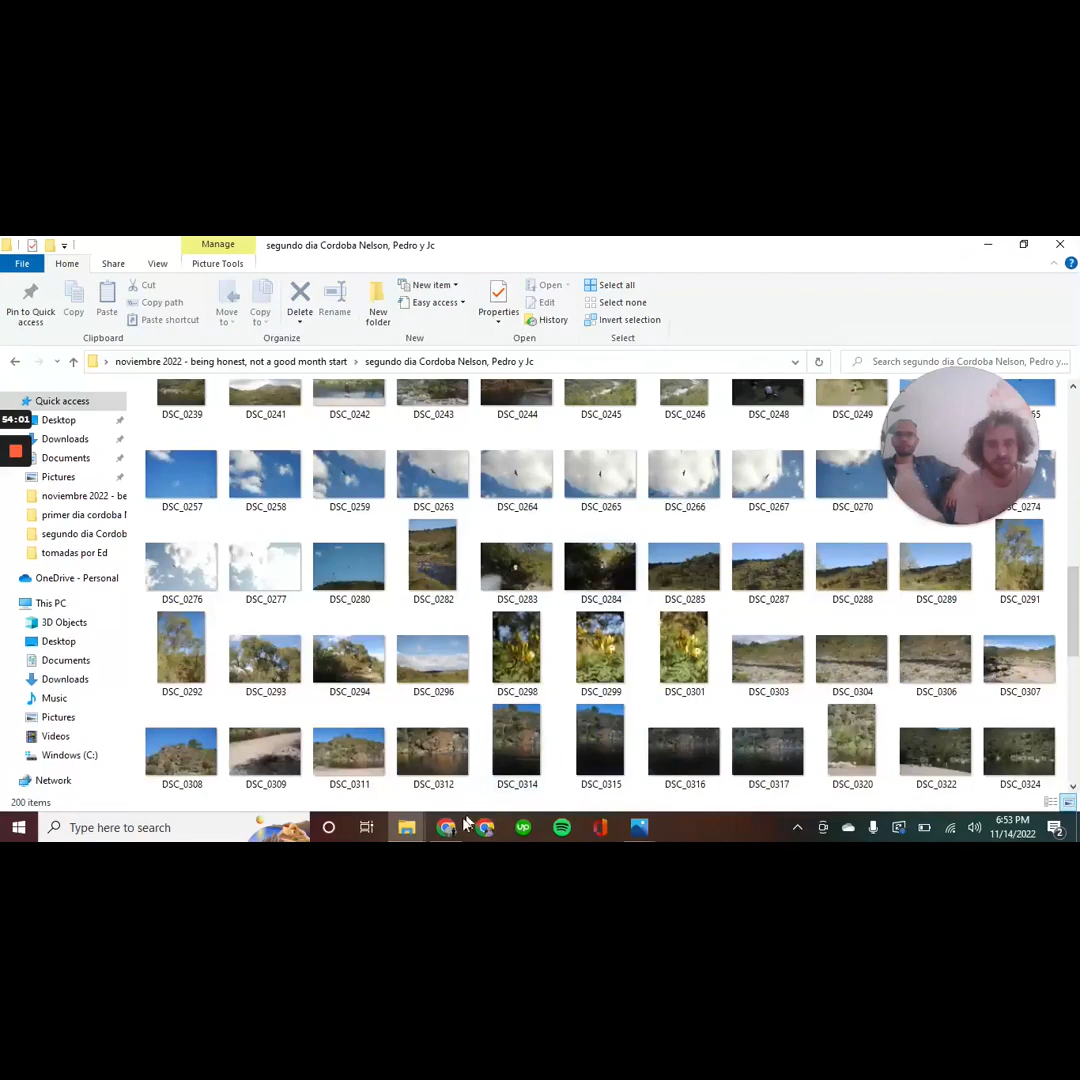 Manage segundo dia Cordoba Nelson, Pedro y Jc
File Home Share View Picture Tools
Pin to Quick access
Copy
Paste
Cut
Copy path
Paste shortcut
Clipboard
Move to
Copy to
Delete
Rename
Organize
New folder
New item
Easy access
New
Properties
Open
Edit
History
Open
Select all
Select none
Invert selection
Select
noviembre 2022 - being honest, not a good month start > segundo dia Cordoba Nelson, Pedro y Jc
Search segundo dia Cordoba Nelson, Pedro y...
Quick access
54:01
Desktop
Downloads
Documents
Pictures
noviembre 2022 - be
primer dia cordoba
segundo dia Cordob
tomadas por Ed
OneDrive - Personal
This PC
3D Objects
Desktop
Documents
Downloads
Music
Pictures
Videos
Windows (C:)
Network
DSC_0239 DSC_0241 DSC_0242 DSC_0243 DSC_0244 DSC_0245 DSC_0246 DSC_0248 DSC_0249 55
DSC_0257 DSC_0258 DSC_0259 DSC_0263 DSC_0264 DSC_0265 DSC_0266 DSC_0267 DSC_0270 DSC_0274
DSC_0276 DSC_0277 DSC_0280 DSC_0282 DSC_0283 DSC_0284 DSC_0285 DSC_0287 DSC_0288 DSC_0289 DSC_0291
DSC_0292 DSC_0293 DSC_0294 DSC_0296 DSC_0298 DSC_0299 DSC_0301 DSC_0303 DSC_0304 DSC_0306 DSC_0307
DSC_0308 DSC_0309 DSC_0311 DSC_0312 DSC_0314 DSC_0315 DSC_0316 DSC_0317 DSC_0320 DSC_0322 DSC_0324
200 items
Type here to search
up
6:53 PM
11/14/2022
2